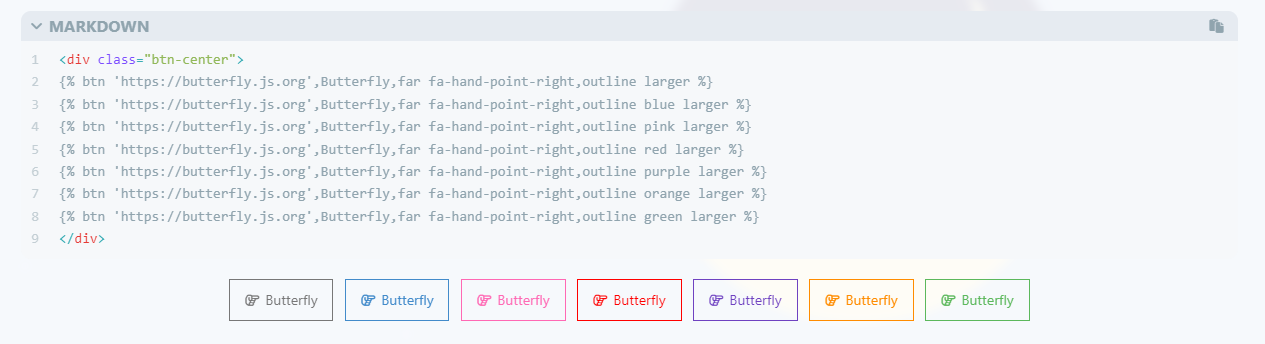 MARKDOWN
1 <div class="btn-center">
2 {% btn 'https://butterfly.js.org',Butterfly,far fa-hand-point-right,outline larger %}
3 {% btn 'https://butterfly.js.org',Butterfly,far fa-hand-point-right,outline blue larger %}
4 {% btn 'https://butterfly.js.org',Butterfly,far fa-hand-point-right,outline pink larger %}
5 {% btn 'https://butterfly.js.org',Butterfly,far fa-hand-point-right,outline red larger %}
6 {% btn 'https://butterfly.js.org',Butterfly,far fa-hand-point-right,outline purple larger %}
7 {% btn 'https://butterfly.js.org',Butterfly,far fa-hand-point-right,outline orange larger %}
8 {% btn 'https://butterfly.js.org',Butterfly,far fa-hand-point-right,outline green larger %}
9 </div>
Butterfly Butterfly Butterfly Butterfly Butterfly Butterfly Butterfly